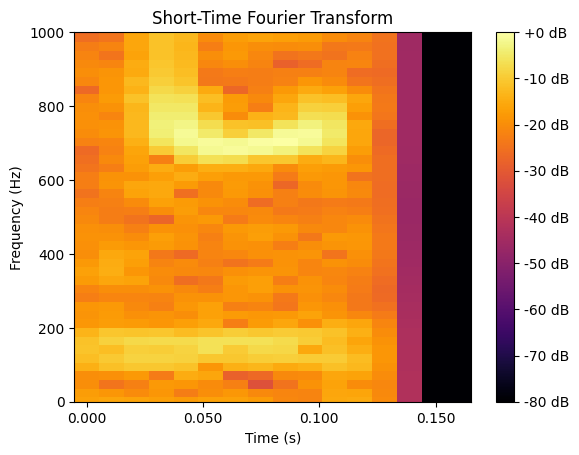 Short-Time Fourier Transform
1000
800
600
400
200
0
Frequency (Hz)
0.000
0.050
0.100
0.150
Time (s)
+0 dB
-10 dB
-20 dB
-30 dB
-40 dB
-50 dB
-60 dB
-70 dB
-80 dB